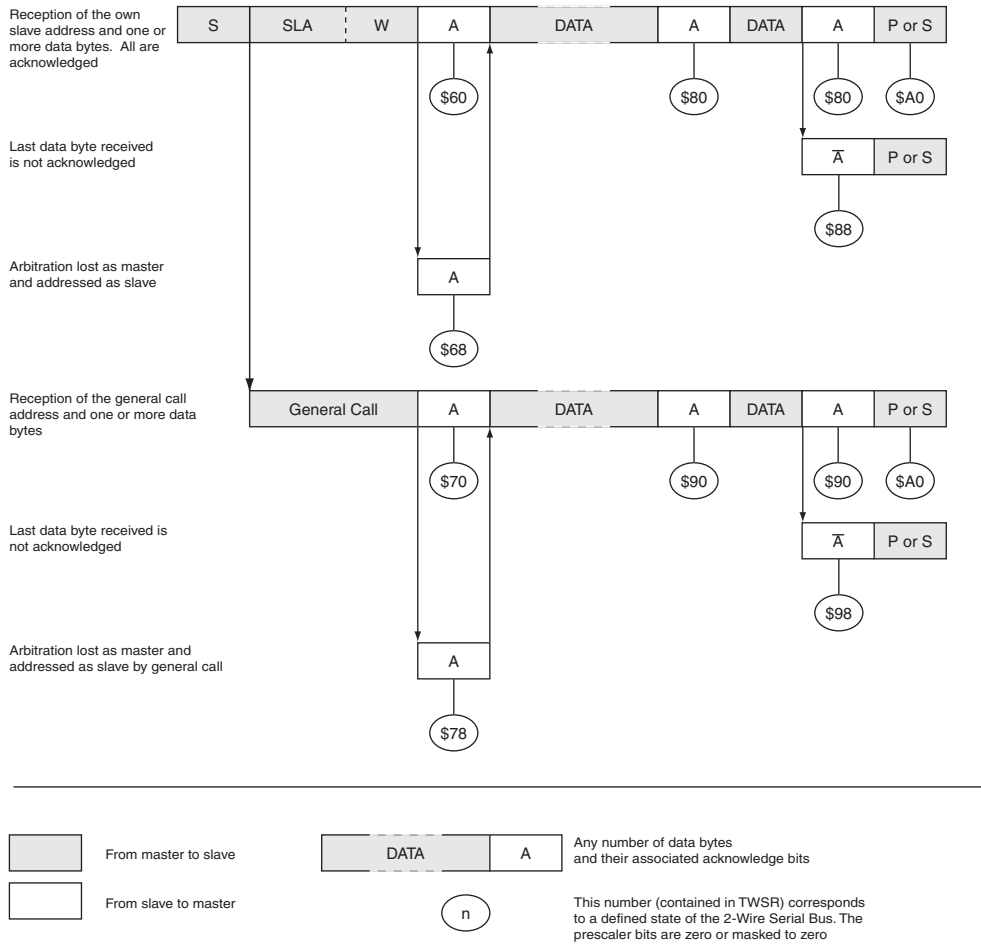 Reception of the own
slave address and one or
more data bytes. All are
acknowledged
S SLA W A DATA A DATA A P or S
$60 $80 $80 $A0
Last data byte received
is not acknowledged
A̅ P or S
$88
Arbitration lost as master
and addressed as slave
A
$68
Reception of the general call
address and one or more data
bytes
General Call A DATA A DATA A P or S
$70 $90 $90 $A0
Last data byte received is
not acknowledged
A̅ P or S
$98
Arbitration lost as master and
addressed as slave by general call
A
$78
From master to slave
DATA A
Any number of data bytes
and their associated acknowledge bits
From slave to master
n
This number (contained in TWSR) corresponds
to a defined state of the 2-Wire Serial Bus. The
prescaler bits are zero or masked to zero